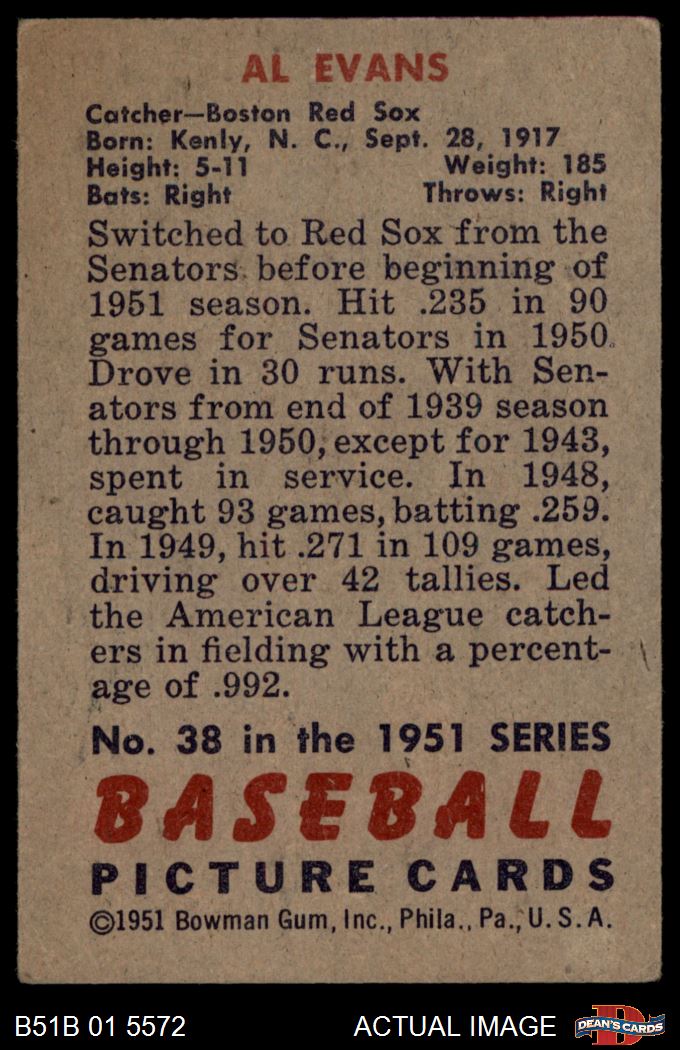 AL EVANS
Catcher—Boston Red Sox
Born: Kenly, N. C., Sept. 28, 1917
Height: 5-11 Weight: 185
Bats: Right Throws: Right
Switched to Red Sox from the
Senators before beginning of
1951 season. Hit .235 in 90
games for Senators in 1950.
Drove in 30 runs. With Sen-
ators from end of 1939 season
through 1950, except for 1943,
spent in service. In 1948,
caught 93 games, batting .259.
In 1949, hit .271 in 109 games,
driving over 42 tallies. Led
the American League catch-
ers in fielding with a percent-
age of .992.
No. 38 in the 1951 SERIES
BASEBALL
PICTURE CARDS
©1951 Bowman Gum, Inc., Phila., Pa., U. S. A.
B51B 01 5572 ACTUAL IMAGE
D
DEAN'S CARDS